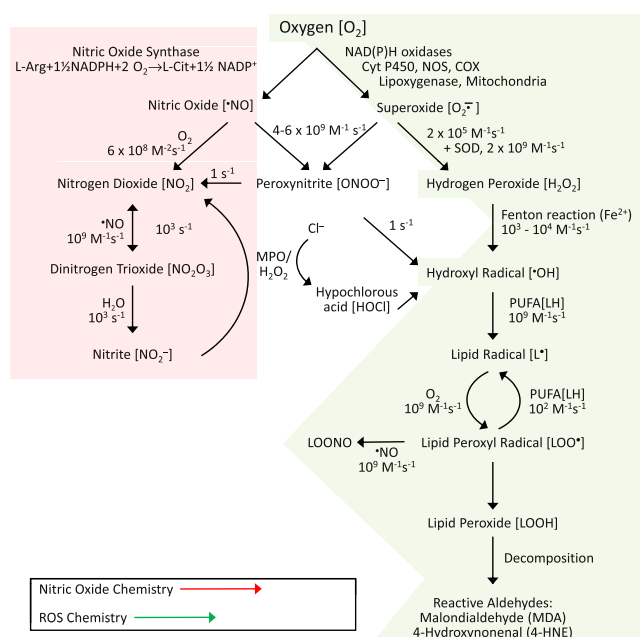 Oxygen [O₂]
Nitric Oxide Synthase
L-Arg+1½NADPH+2 O₂→L-Cit+1½ NADP⁺
NAD(P)H oxidases
Cyt P450, NOS, COX
Lipoxygenase, Mitochondria
Nitric Oxide [•NO]
Superoxide [O₂•̅ ]
O₂
6 x 10⁸ M⁻²s⁻¹
4-6 x 10⁹ M⁻¹ s⁻¹
2 x 10⁵ M⁻¹s⁻¹
+ SOD, 2 x 10⁹ M⁻¹s⁻¹
Nitrogen Dioxide [NO₂]
1 s⁻¹
Peroxynitrite [ONOO⁻]
Hydrogen Peroxide [H₂O₂]
•NO
10⁹ M⁻¹s⁻¹
10³ s⁻¹
Cl⁻
1 s⁻¹
Fenton reaction (Fe²⁺)
10³ - 10⁴ M⁻¹s⁻¹
MPO/
H₂O₂
Dinitrogen Trioxide [NO₂O₃]
Hydroxyl Radical [•OH]
H₂O
10³ s⁻¹
Hypochlorous
acid [HOCl]
PUFA[LH]
10⁹ M⁻¹s⁻¹
Nitrite [NO₂⁻]
Lipid Radical [L•]
O₂
10⁹ M⁻¹s⁻¹
PUFA[LH]
10² M⁻¹s⁻¹
LOONO
•NO
10⁹ M⁻¹s⁻¹
Lipid Peroxyl Radical [LOO•]
Lipid Peroxide [LOOH]
Decomposition
Nitric Oxide Chemistry
ROS Chemistry
Reactive Aldehydes:
Malondialdehyde (MDA)
4-Hydroxynonenal (4-HNE)